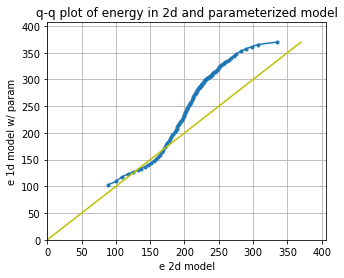 q-q plot of energy in 2d and parameterized model
400
350
300
250
200
150
100
50
0
e 1d model w/ param
0 50 100 150 200 250 300 350 400
e 2d model